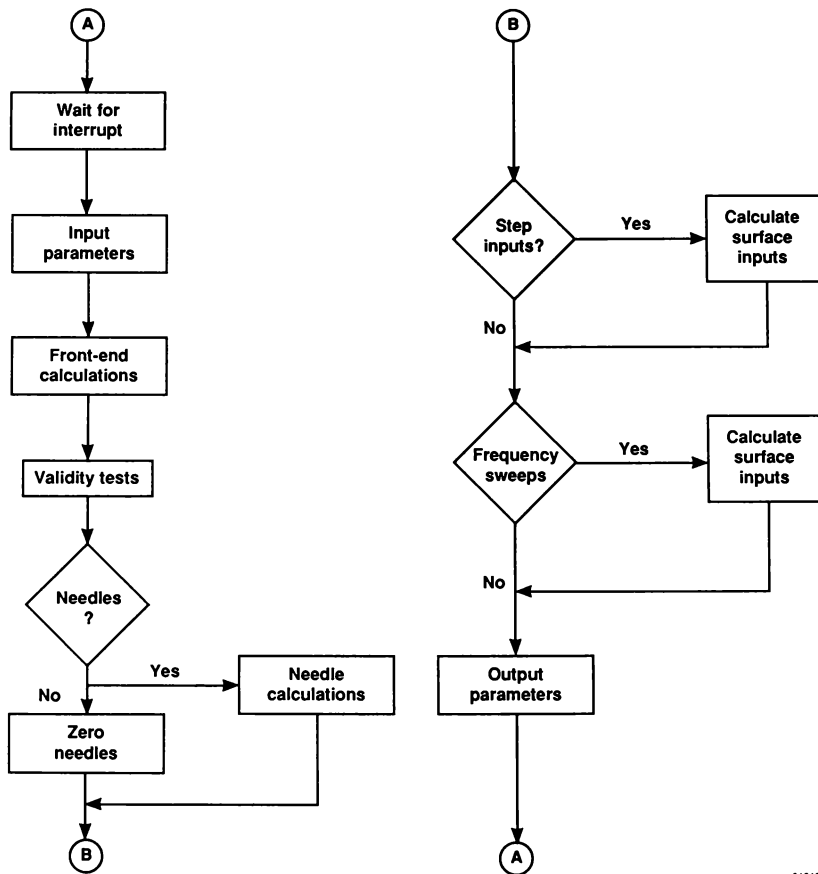 A
Wait for
interrupt
Input
parameters
Front-end
calculations
Validity tests
Needles
?
Yes
No
Needle
calculations
Zero
needles
B
B
Step
inputs?
Yes
Calculate
surface
inputs
No
Frequency
sweeps
Yes
Calculate
surface
inputs
No
Output
parameters
A